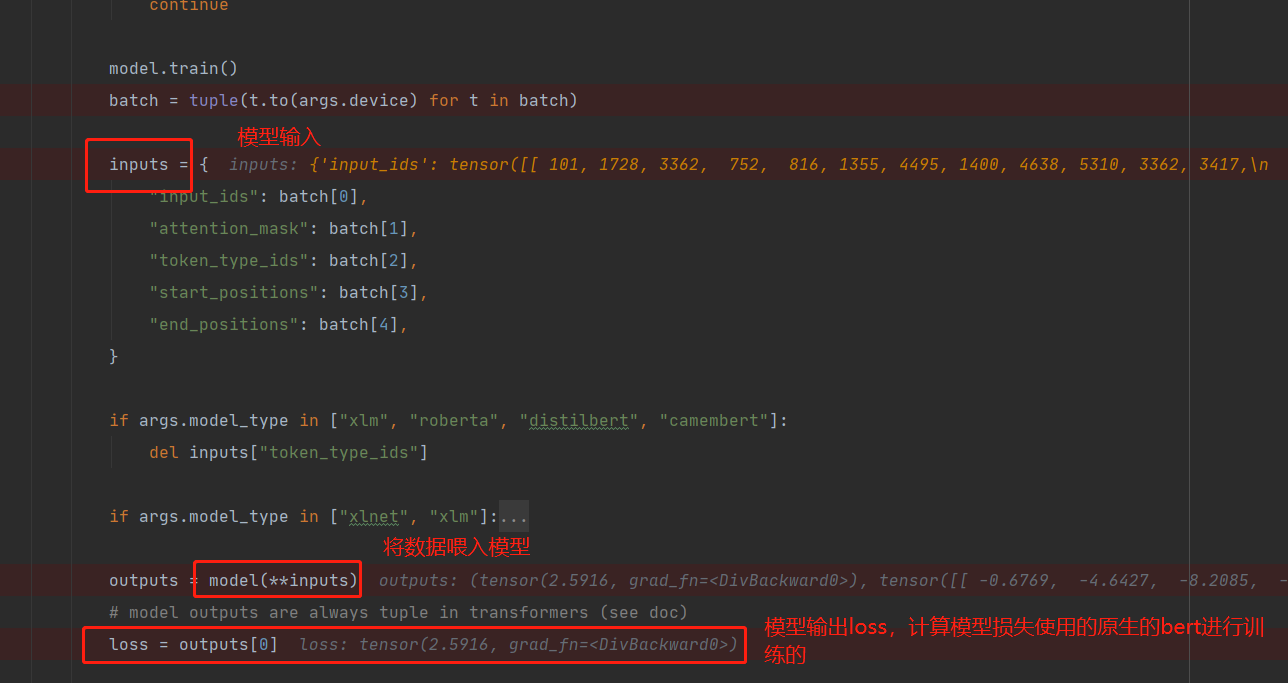 continue
model.train()
batch = tuple(t.to(args.device) for t in batch)
模型输入
inputs = { inputs: {'input_ids': tensor([[ 101, 1728, 3362, 752, 816, 1355, 4495, 1400, 4638, 5310, 3362, 3417,\n
"input_ids": batch[0],
"attention_mask": batch[1],
"token_type_ids": batch[2],
"start_positions": batch[3],
"end_positions": batch[4],
}
if args.model_type in ["xlm", "roberta", "distilbert", "camembert"]:
del inputs["token_type_ids"]
if args.model_type in ["xlnet", "xlm"]:...
将数据喂入模型
outputs = model(**inputs) outputs: (tensor(2.5916, grad_fn=<DivBackward0>), tensor([[ -0.6769, -4.6427, -8.2085, -
# model outputs are always tuple in transformers (see doc)
loss = outputs[0] loss: tensor(2.5916, grad_fn=<DivBackward0>)
模型输出loss，计算模型损失使用的原生的bert进行训
练的